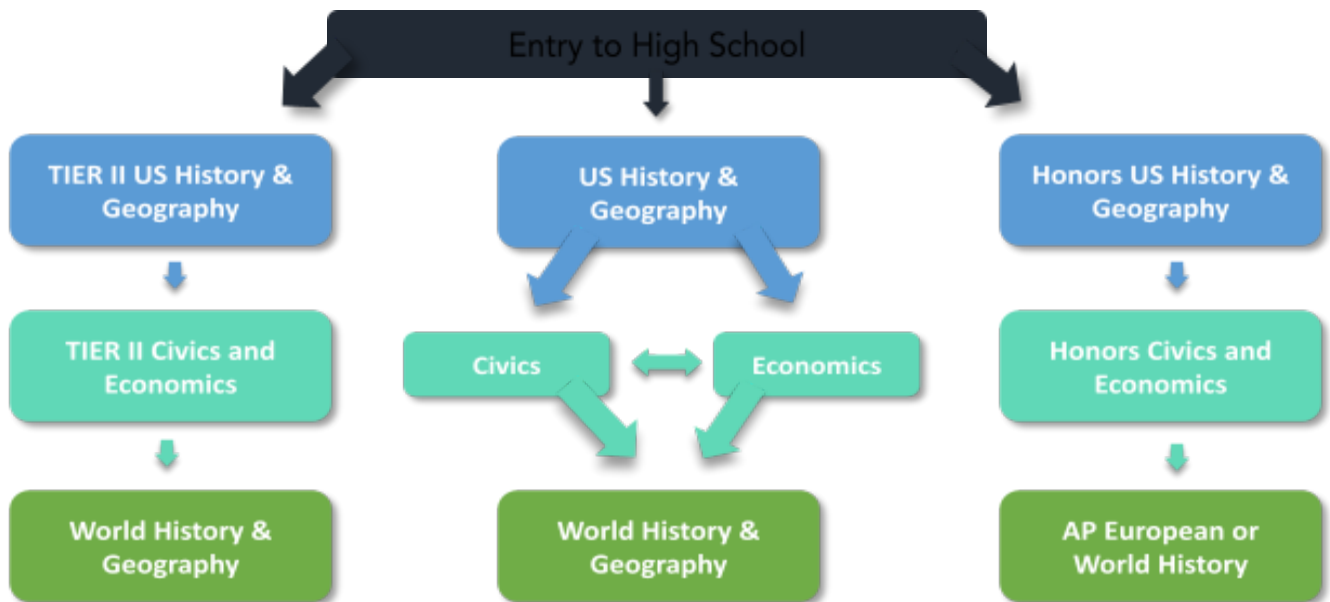 Entry to High School
TIER II US History &
Geography
US History &
Geography
Honors US History &
Geography
TIER II Civics and
Economics
Civics
Economics
Honors Civics and
Economics
World History &
Geography
World History &
Geography
AP European or
World History